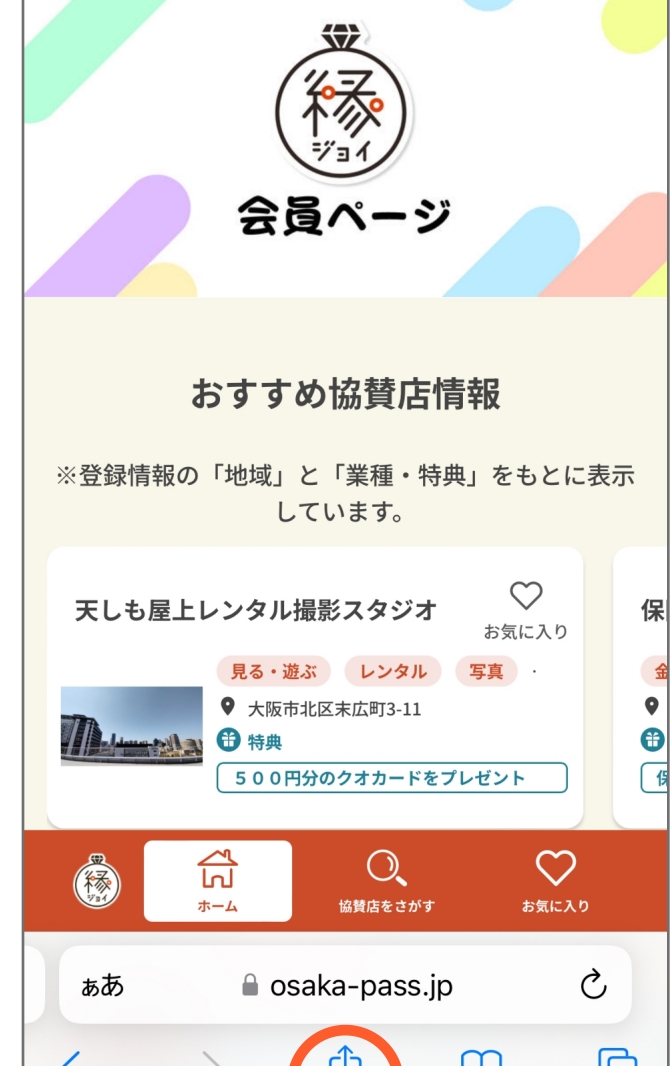 縁
ジョイ
会員ページ
おすすめ協賛店情報
※登録情報の「地域」と「業種・特典」をもとに表示
しています。
天しも屋上レンタル撮影スタジオ
お気に入り
見る・遊ぶ レンタル 写真
大阪市北区末広町3-11
特典
５００円分のクオカードをプレゼント
保
金
保
縁
ジョイ
ホーム
協賛店をさがす
お気に入り
ぁあ
osaka-pass.jp